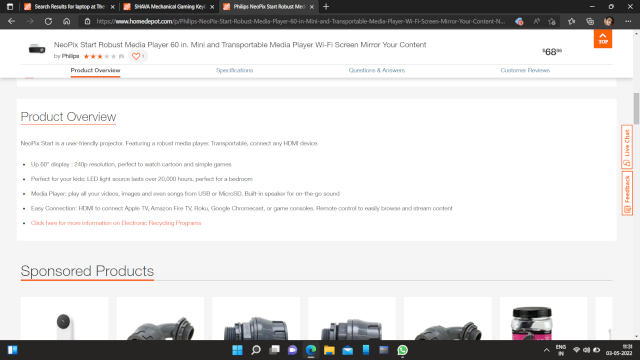 Search Results for laptop at The
SHAVA Mechanical Gaming Key
Philips NeoPix Start Robust Med
https://www.homedepot.com/p/Philips-NeoPix-Start-Robust-Media-Player-60-in-Mini-and-Transportable-Media-Player-Wi-Fi-Screen-Mirror-Your-Content-N...
NeoPix Start Robust Media Player 60 in. Mini and Transportable Media Player Wi-Fi Screen Mirror Your Content
by Philips
1
$68
TOP
Product Overview
Specifications
Questions & Answers
Customer Reviews
Product Overview
NeoPix Start is a user-friendly projector. Featuring a robust media player. Transportable, connect any HDMI device.
Up 60" display : 240p resolution, perfect to watch cartoon and simple games
Perfect for your kids: LED light source lasts over 20,000 hours, perfect for a bedroom
Media Player: play all your videos, images and even songs from USB or MicroSD. Built-in speaker for on-the-go sound
Easy Connection: HDMI to connect Apple TV, Amazon Fire TV, Roku, Google Chromecast, or game consoles. Remote control to easily browse and stream content
Click here for more information on Electronic Recycling Programs
Live Chat
Feedback
Sponsored Products
ENG
IN
03-05-2022